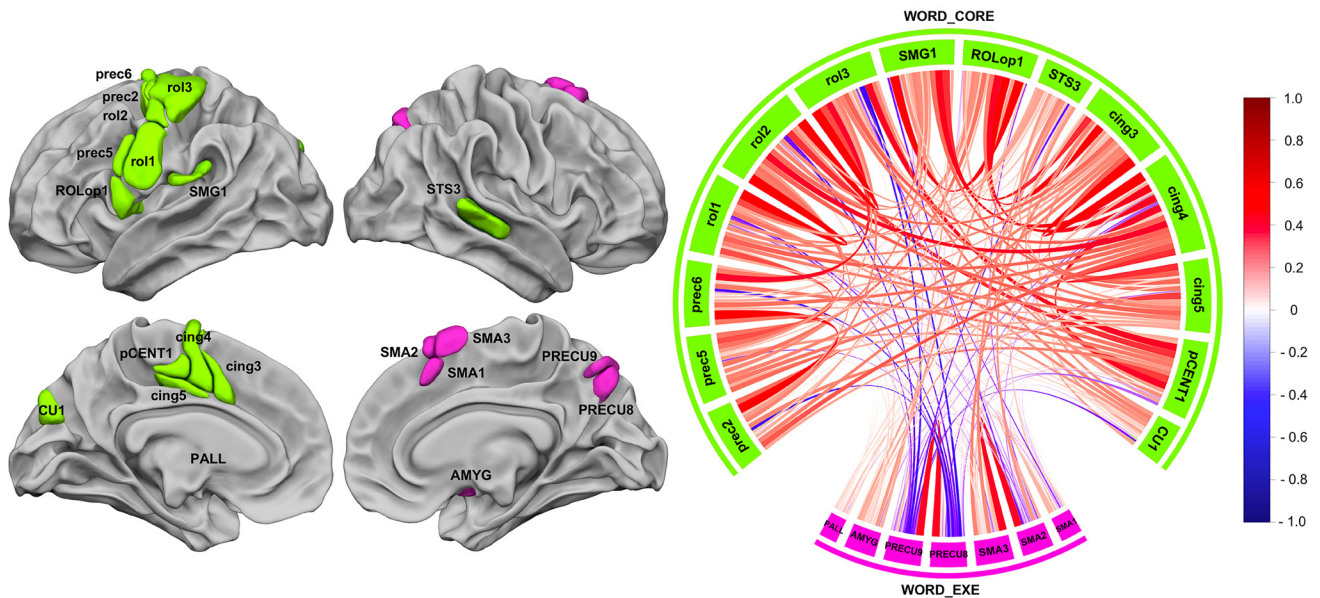 prec6
prec2
rol3
rol2
prec5
rol1
ROLop1
SMG1
STS3
cing4
pCENT1
cing3
cing5
CU1
PALL
SMA2
SMA3
SMA1
PRECU9
PRECU8
AMYG
WORD_CORE
prec2
prec5
prec6
rol1
rol2
rol3
SMG1
ROLop1
STS3
cing3
cing4
cing5
pCENT1
CU1
PALL
AMYG
PRECU9
PRECU8
SMA3
SMA2
SMA1
WORD_EXE
1.0
0.8
0.6
0.4
0.2
0
- 0.2
- 0.4
- 0.6
- 0.8
- 1.0